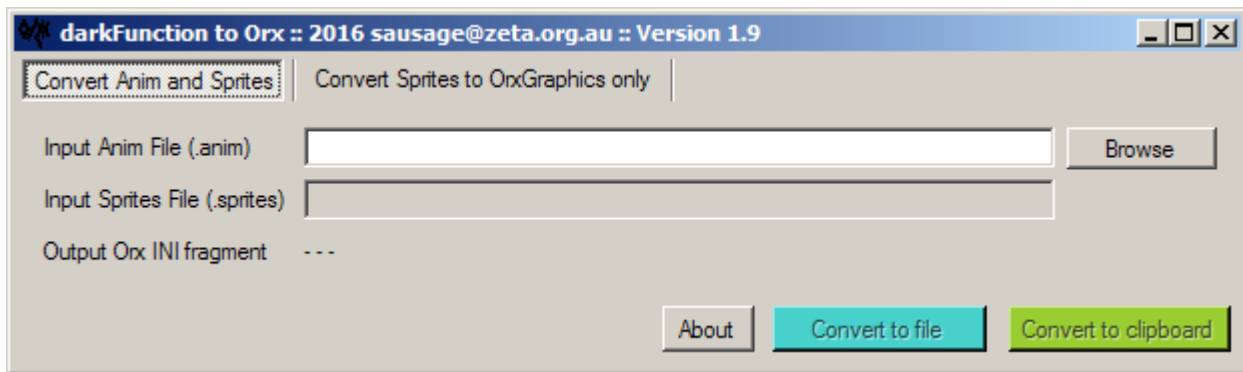 darkFunction to Orx :: 2016 sausage@zeta.org.au :: Version 1.9
Convert Anim and Sprites Convert Sprites to OrxGraphics only
Input Anim File (.anim) Browse
Input Sprites File (.sprites)
Output Orx INI fragment - - -
About Convert to file Convert to clipboard